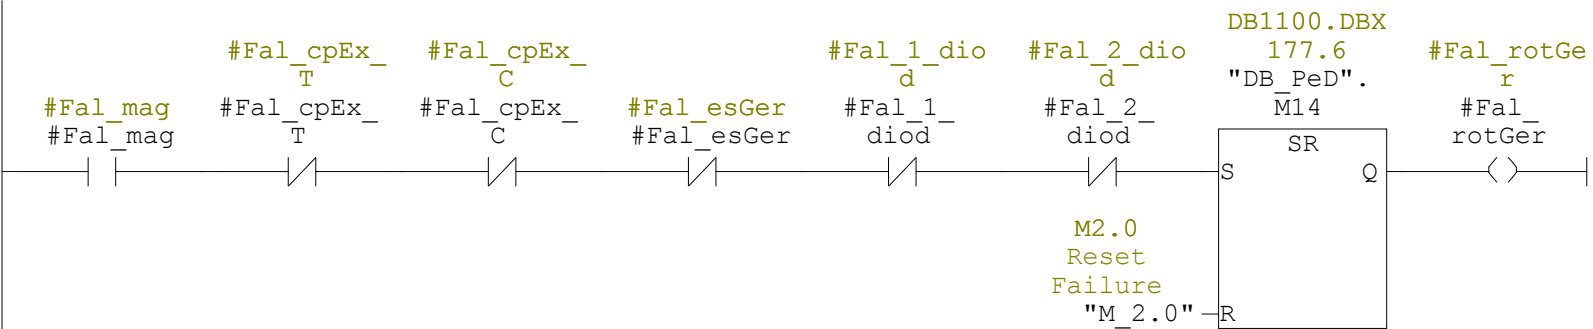 DB1100.DBX
#Fal_cpEx_ #Fal_cpEx_ #Fal_1_dio #Fal_2_dio 177.6 #Fal_rotGe
T C d d "DB_PeD". r
#Fal_mag #Fal_cpEx_ #Fal_cpEx_ #Fal_esGer #Fal_1_ #Fal_2_ M14 #Fal_
#Fal_mag T C #Fal_esGer diod diod rotGer
SR
S Q
M2.0
Reset
Failure
"M_2.0" R